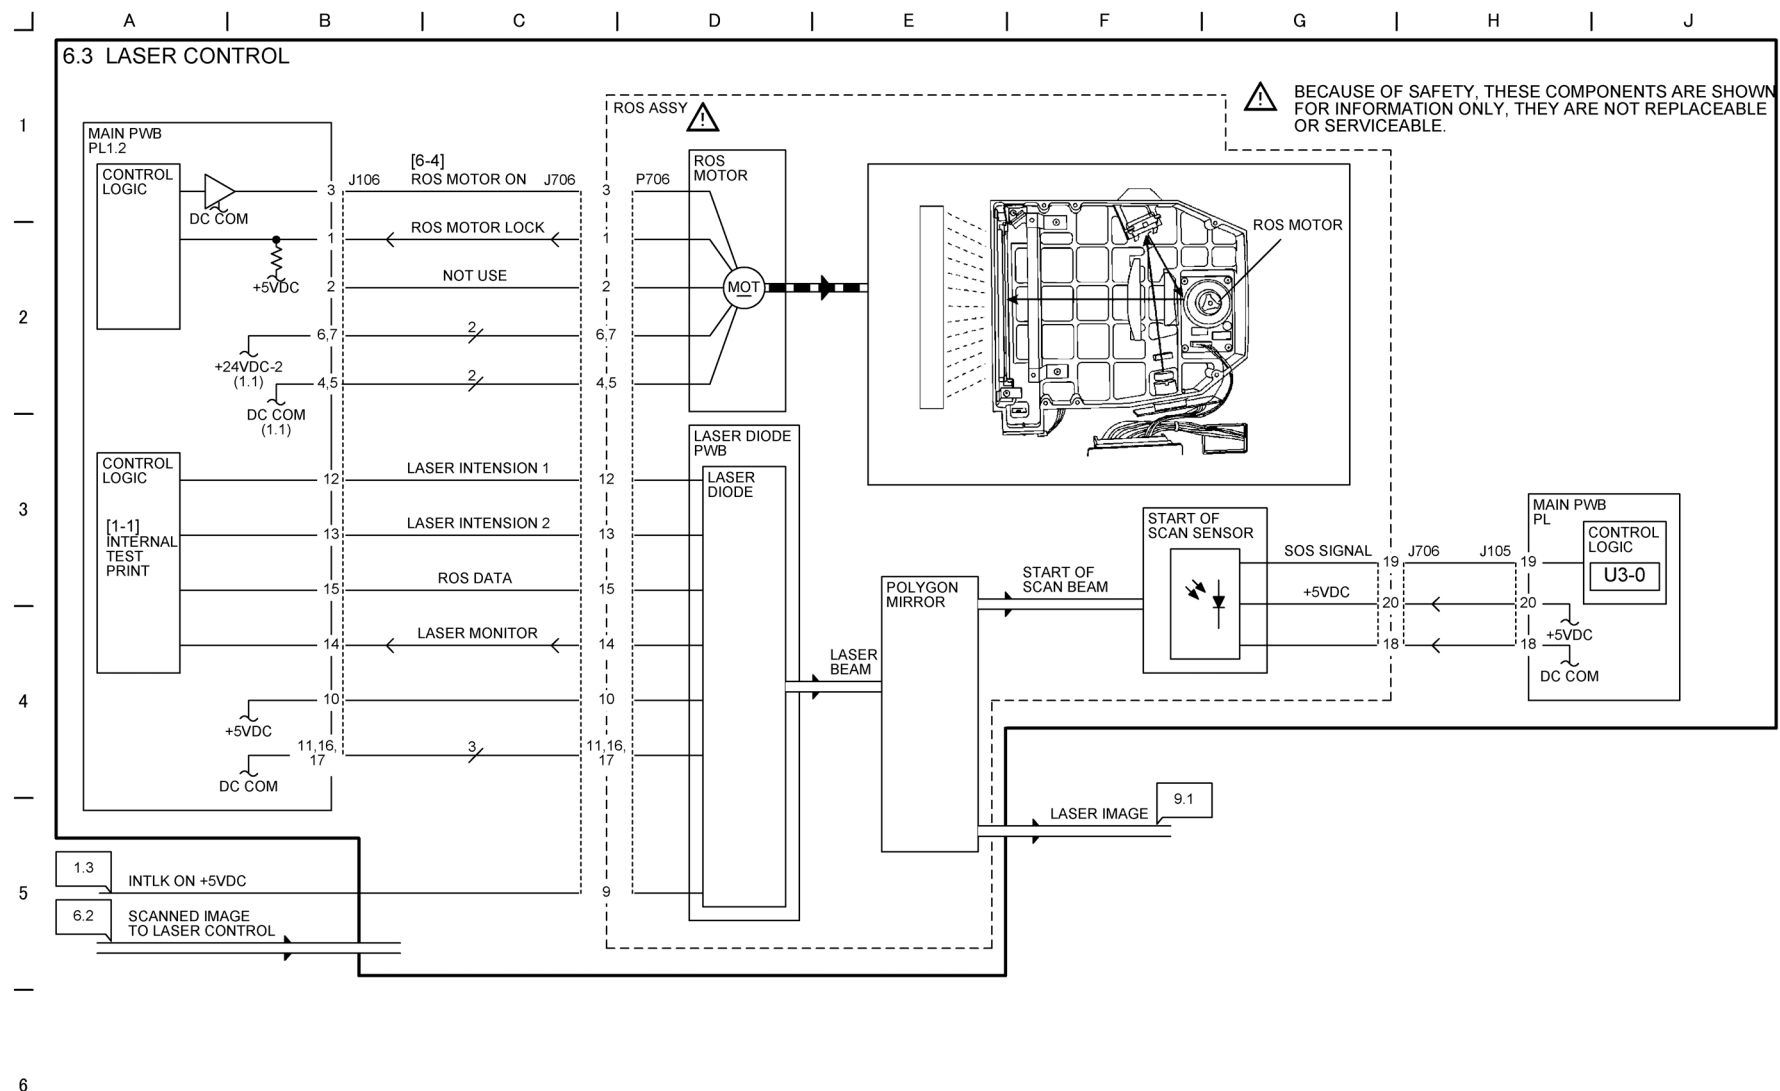 A B C D E F G H J
6.3 LASER CONTROL
BECAUSE OF SAFETY, THESE COMPONENTS ARE SHOWN
FOR INFORMATION ONLY, THEY ARE NOT REPLACEABLE
OR SERVICEABLE.
ROS ASSY
1
MAIN PWB
PL1.2
CONTROL
LOGIC
DC COM
[6-4]
3 J106 ROS MOTOR ON J706 3 P706
ROS
MOTOR
1 ROS MOTOR LOCK 1
+5VDC
2 NOT USE 2
MOT
ROS MOTOR
2
6,7 2 6,7
+24VDC-2
(1.1)
4,5 2 4,5
DC COM
(1.1)
LASER DIODE
PWB
LASER
DIODE
CONTROL
LOGIC
12 LASER INTENSION 1 12
3
[1-1]
INTERNAL
TEST
PRINT
13 LASER INTENSION 2 13
15 ROS DATA 15
14 LASER MONITOR 14
START OF
SCAN SENSOR
MAIN PWB
PL
CONTROL
LOGIC
U3-0
SOS SIGNAL 19 J706 J105 19
+5VDC 20 20
+5VDC
18 18
DC COM
POLYGON
MIRROR
START OF
SCAN BEAM
LASER
BEAM
4
10 10
+5VDC
11,16,
17
3
11,16,
17
DC COM
LASER IMAGE
9.1
5
1.3
INTLK ON +5VDC 9
6.2
SCANNED IMAGE
TO LASER CONTROL
6